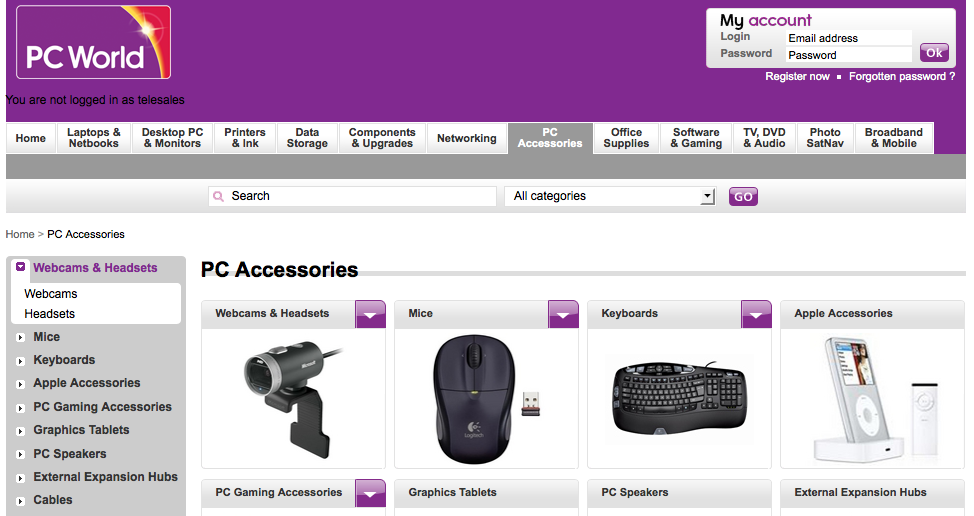 PC World
My account
Login
Email address
Password
Password
Ok
Register now
Forgotten password ?
You are not logged in as telesales
Home
Laptops &
Netbooks
Desktop PC
& Monitors
Printers
& Ink
Data
Storage
Components
& Upgrades
Networking
PC
Accessories
Office
Supplies
Software
& Gaming
TV, DVD
& Audio
Photo
SatNav
Broadband
& Mobile
Search
All categories
GO
Home > PC Accessories
Webcams & Headsets
Webcams
Headsets
Mice
Keyboards
Apple Accessories
PC Gaming Accessories
Graphics Tablets
PC Speakers
External Expansion Hubs
Cables
PC Accessories
Webcams & Headsets
Mice
Keyboards
Apple Accessories
Microsoft
Logitech
PC Gaming Accessories
Graphics Tablets
PC Speakers
External Expansion Hubs